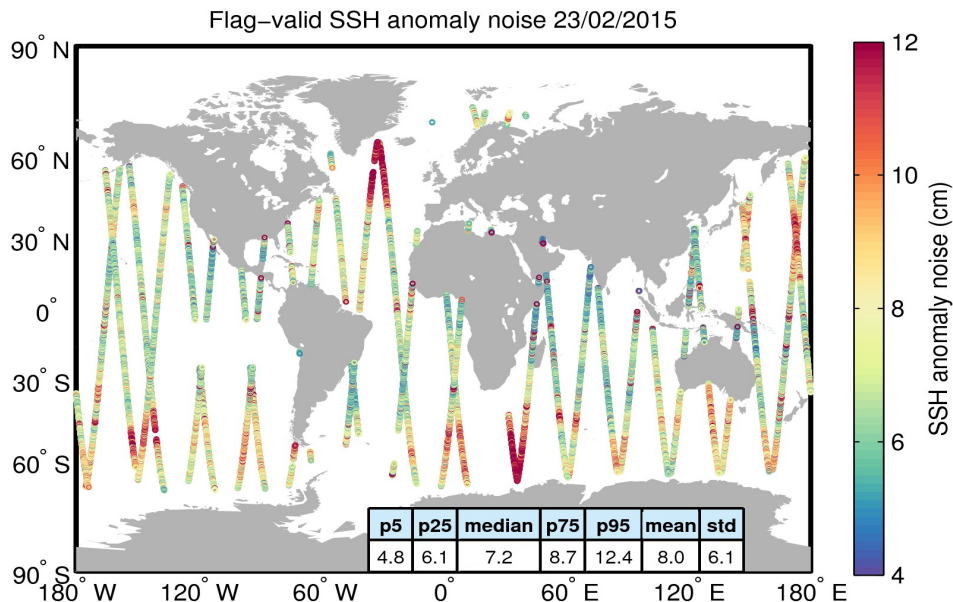 Flag−valid SSH anomaly noise 23/02/2015
90° N
60° N
30° N
0°
30° S
60° S
90° S
180° W
120° W
60° W
0°
60° E
120° E
180° E
p5 p25 median p75 p95 mean std
4.8 6.1 7.2 8.7 12.4 8.0 6.1
12
10
8
6
4
SSH anomaly noise (cm)